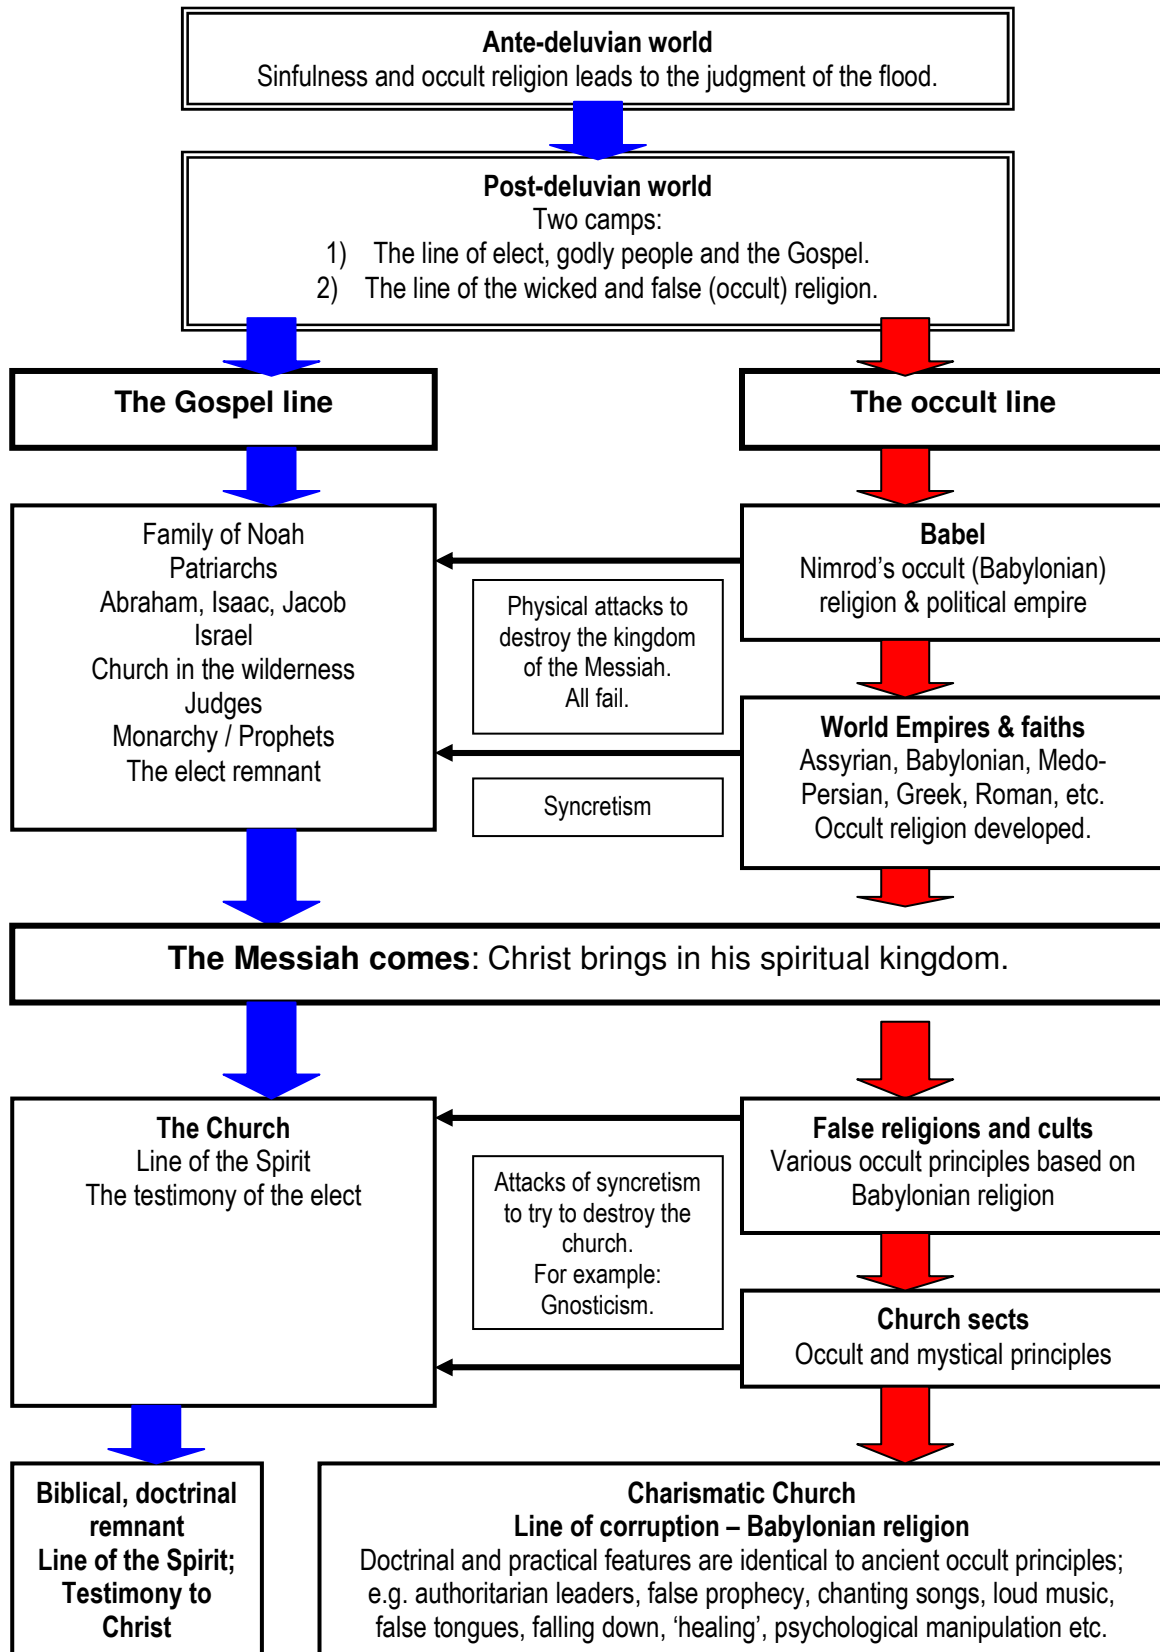 Ante-deluvian world
Sinfulness and occult religion leads to the judgment of the flood.
Post-deluvian world
Two camps:
1) The line of elect, godly people and the Gospel.
2) The line of the wicked and false (occult) religion.
The Gospel line
The occult line
Family of Noah
Patriarchs
Abraham, Isaac, Jacob
Israel
Church in the wilderness
Judges
Monarchy / Prophets
The elect remnant
Physical attacks to
destroy the kingdom
of the Messiah.
All fail.
Syncretism
Babel
Nimrod’s occult (Babylonian)
religion & political empire
World Empires & faiths
Assyrian, Babylonian, Medo-
Persian, Greek, Roman, etc.
Occult religion developed.
The Messiah comes: Christ brings in his spiritual kingdom.
The Church
Line of the Spirit
The testimony of the elect
Attacks of syncretism
to try to destroy the
church.
For example:
Gnosticism.
False religions and cults
Various occult principles based on
Babylonian religion
Church sects
Occult and mystical principles
Biblical, doctrinal
remnant
Line of the Spirit;
Testimony to
Christ
Charismatic Church
Line of corruption – Babylonian religion
Doctrinal and practical features are identical to ancient occult principles;
e.g. authoritarian leaders, false prophecy, chanting songs, loud music,
false tongues, falling down, ‘healing’, psychological manipulation etc.